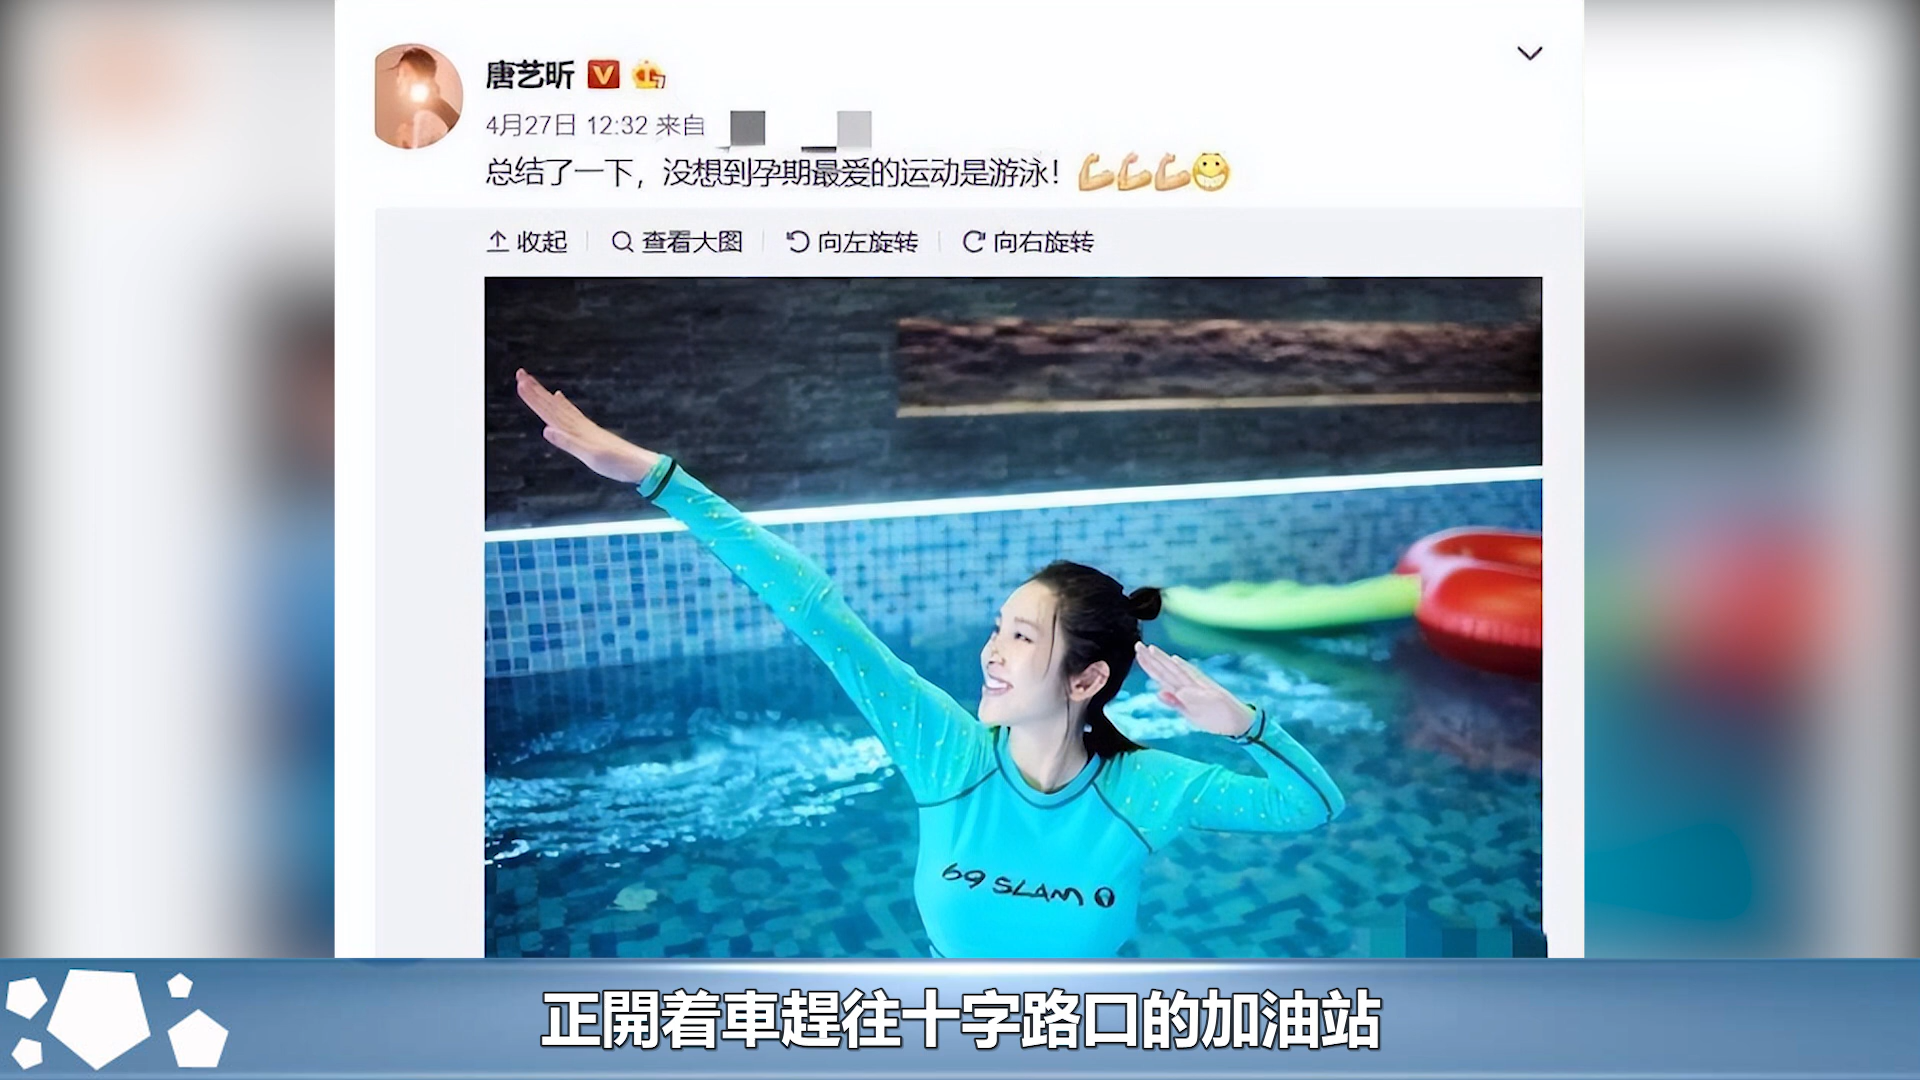 唐艺昕
4月27日 12:32 来自
总结了一下，没想到孕期最爱的运动是游泳！
收起 查看大图 向左旋转 向右旋转
69 SLAM
正開着車趕往十字路口的加油站